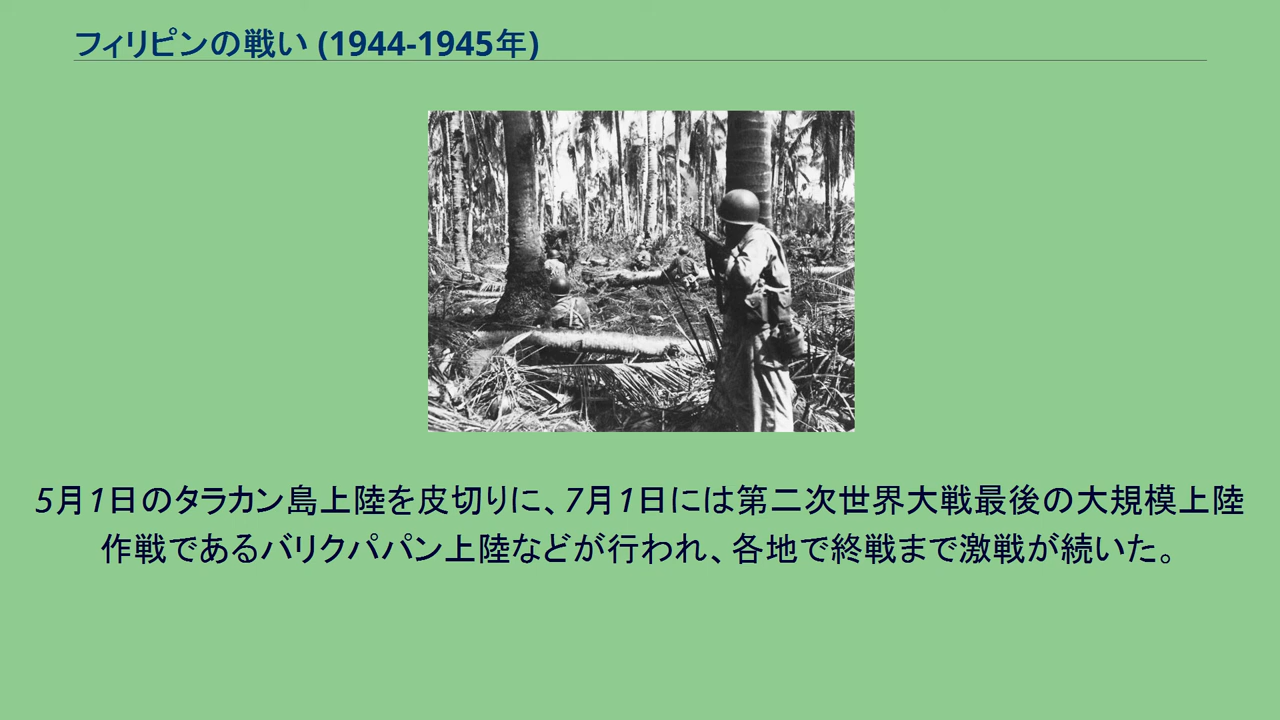 フィリピンの戦い (1944-1945年)
5月1日のタラカン島上陸を皮切りに、7月1日には第二次世界大戦最後の大規模上陸
作戦であるバリクパパン上陸などが行われ、各地で終戦まで激戦が続いた。